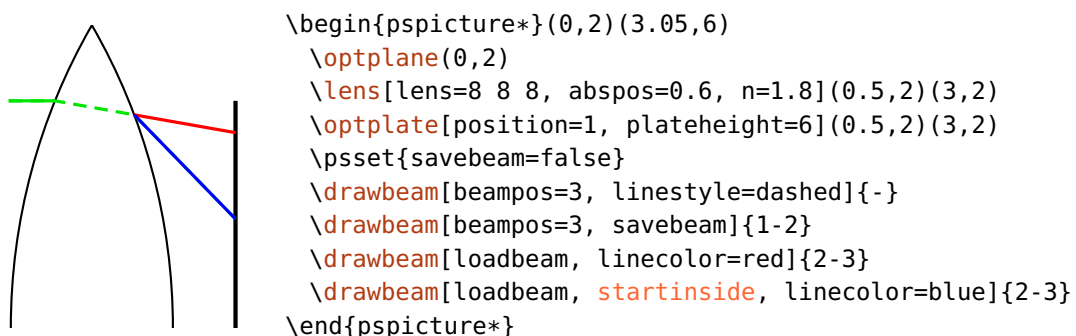 \begin{pspicture*}(0,2)(3.05,6)
\optplane(0,2)
\lens[lens=8 8 8, abspos=0.6, n=1.8](0.5,2)(3,2)
\optplate[position=1, plateheight=6](0.5,2)(3,2)
\psset{savebeam=false}
\drawbeam[beampos=3, linestyle=dashed]{-}
\drawbeam[beampos=3, savebeam]{1-2}
\drawbeam[loadbeam, linecolor=red]{2-3}
\drawbeam[loadbeam, startinside, linecolor=blue]{2-3}
\end{pspicture*}